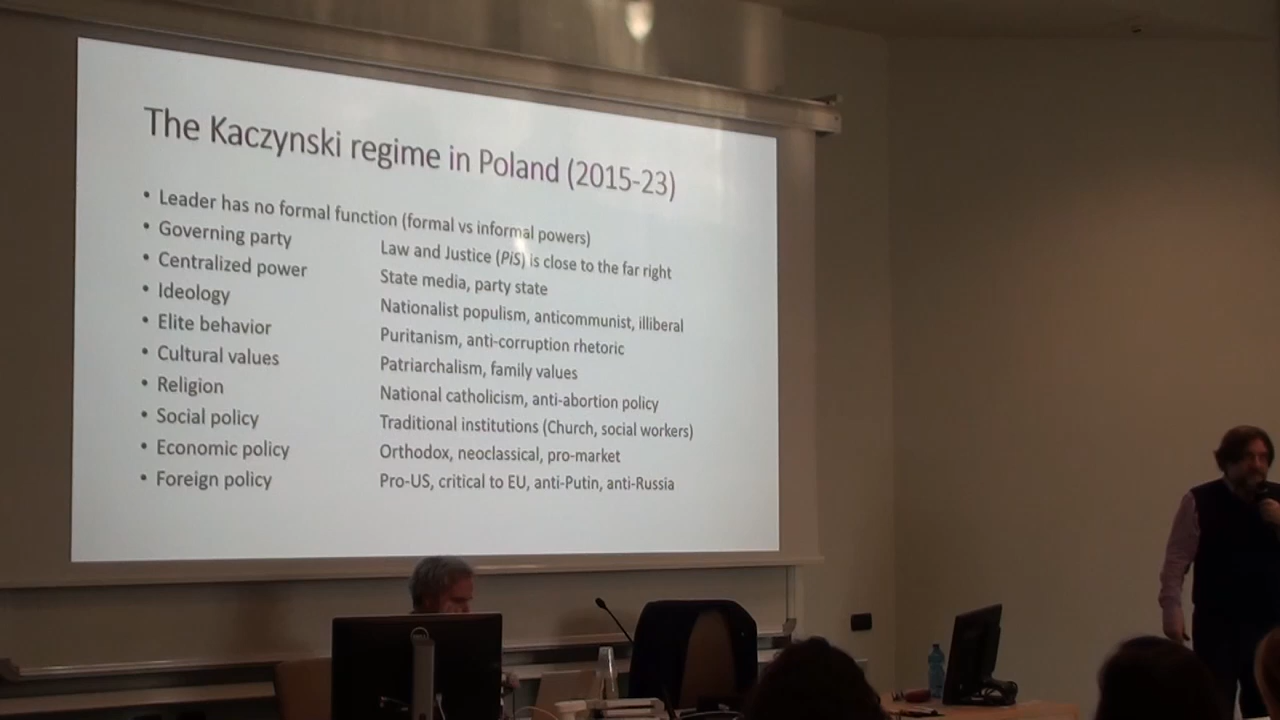 The Kaczynski regime in Poland (2015-23)
• Leader has no formal function (formal vs informal powers)
• Governing party Law and Justice (PiS) is close to the far right
• Centralized power State media, party state
• Ideology Nationalist populism, anticommunist, illiberal
• Elite behavior Puritanism, anti-corruption rhetoric
• Cultural values Patriarchalism, family values
• Religion National catholicism, anti-abortion policy
• Social policy Traditional institutions (Church, social workers)
• Economic policy Orthodox, neoclassical, pro-market
• Foreign policy Pro-US, critical to EU, anti-Putin, anti-Russia